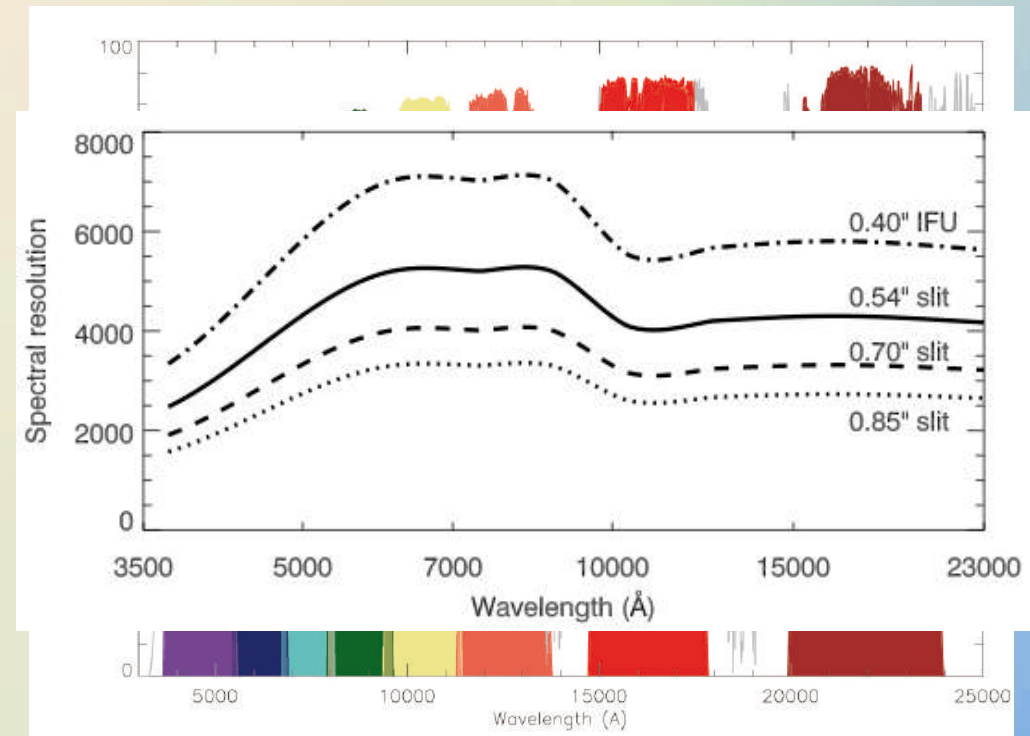 100
8000
6000
4000
2000
0
Spectral resolution
0.40" IFU
0.54" slit
0.70" slit
0.85" slit
3500 5000 7000 10000 15000 23000
Wavelength (Å)
0
5000 10000 15000 20000 25000
Wavelength (A)